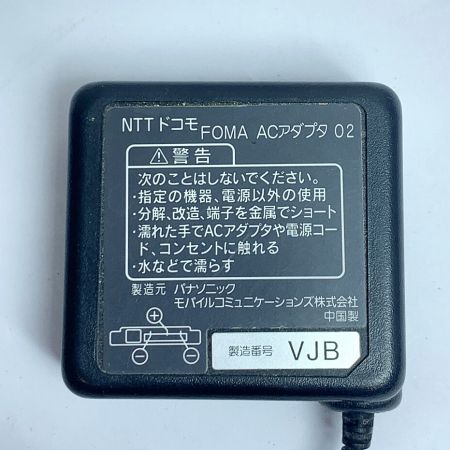 NTTドコモ FOMA ACアダプタ 02
警告
次のことはしないでください。
・指定の機器、電源以外の使用
・分解、改造、端子を金属でショート
・濡れた手でACアダプタや電源コー
ド、コンセントに触れる
・水などで濡らす
製造元 パナソニック
モバイルコミュニケーションズ株式会社
中国製
製造番号 VJB